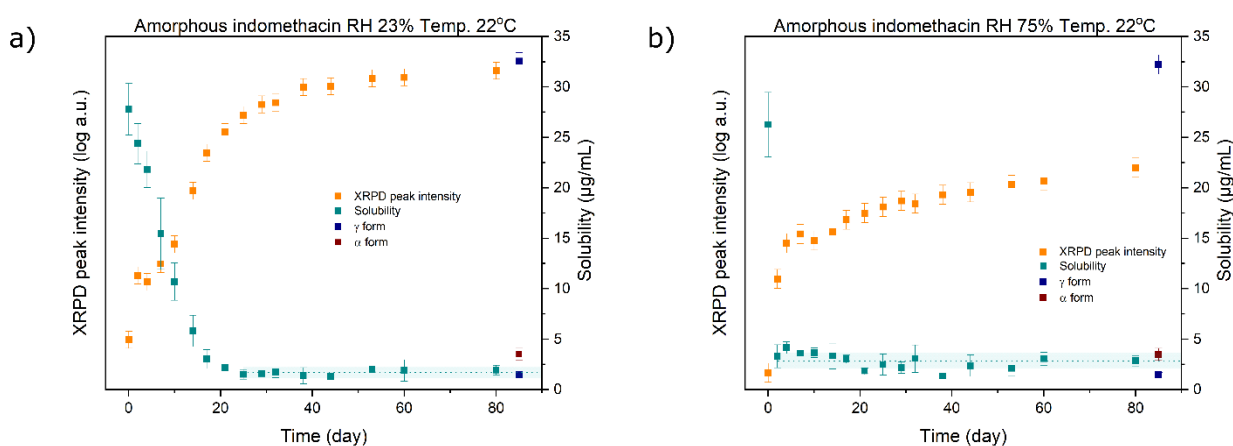 a)
Amorphous indomethacin RH 23% Temp. 22°C
XRPD peak intensity (log a.u.)
XRPD peak intensity
Solubility
γ form
α form
35
30
25
20
15
10
5
0
Solubility (µg/mL)
0 20 40 60 80
Time (day)
b)
Amorphous indomethacin RH 75% Temp. 22°C
XRPD peak intensity (log a.u.)
XRPD peak intensity
Solubility
γ form
α form
35
30
25
20
15
10
5
0
Solubility (µg/mL)
0 20 40 60 80
Time (day)